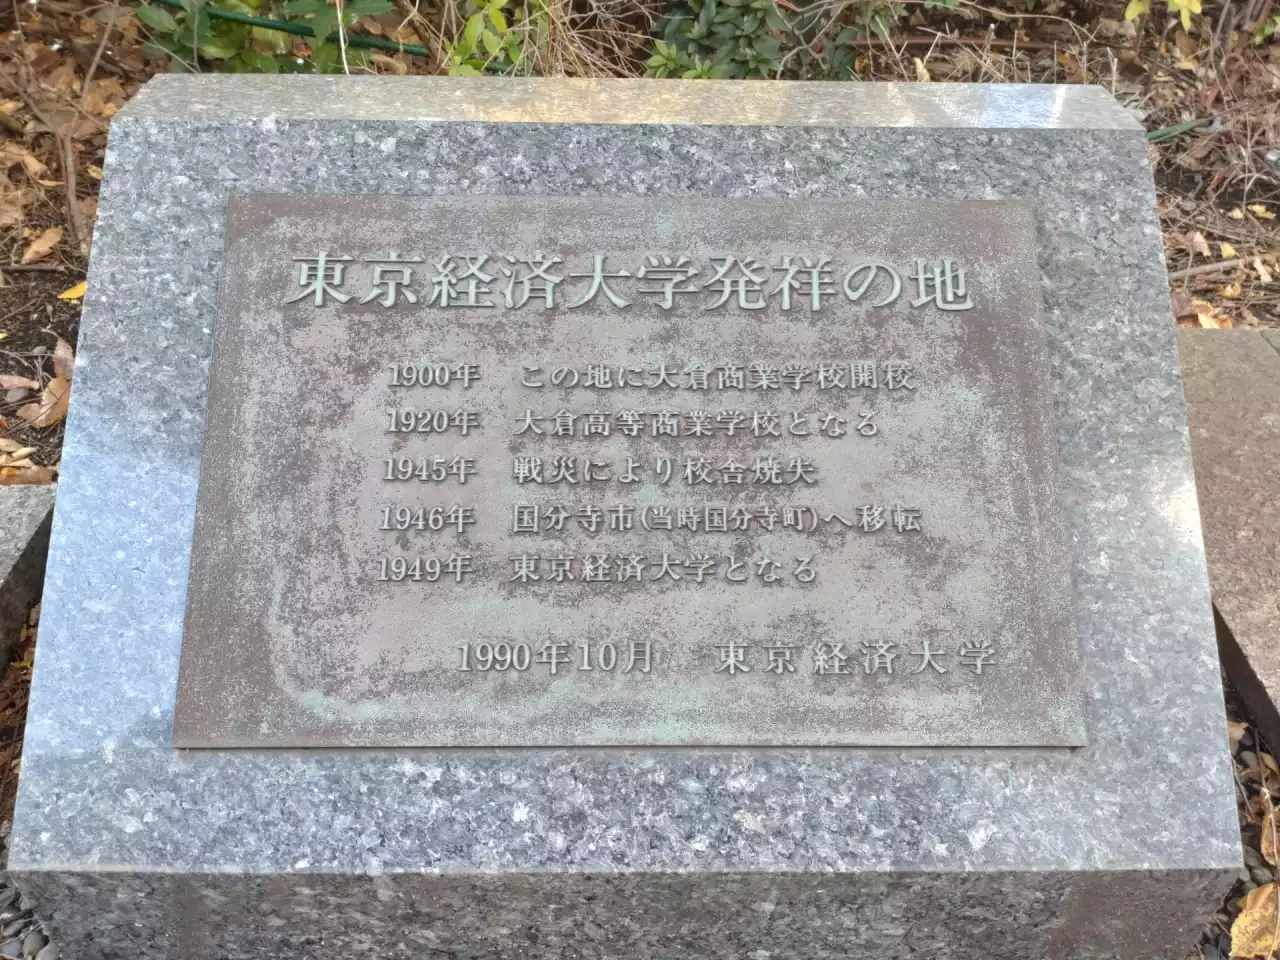 東京経済大学発祥の地
1900年 この地に大倉商業学校開校
1920年 大倉高等商業学校となる
1945年 戦災により校舎焼失
1946年 国分寺市(当時国分寺町)へ移転
1949年 東京経済大学となる
1990年10月 東京経済大学